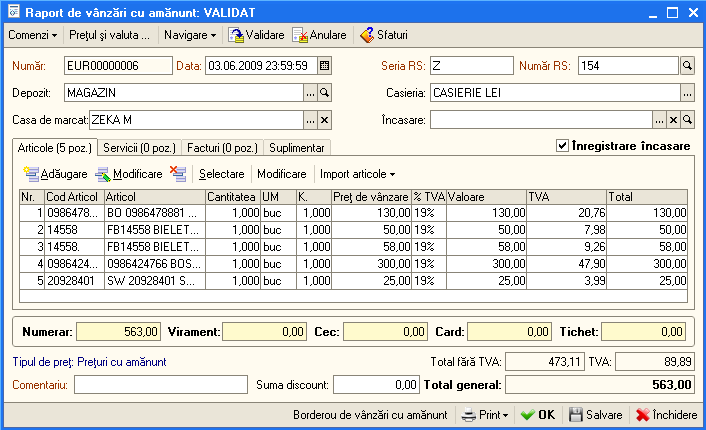 Raport de vânzări cu amănunt: VALIDAT
Comenzi Prețul și valuta ... Navigare Validare Anulare Sfaturi
Număr: EUR00000006 Data: 03.06.2009 23:59:59 Seria RS: Z Număr RS: 154
Depozit: MAGAZIN ... Casieria: CASIERIE LEI ...
Casa de marcat: ZEKA M ... × Încasare: ... ×
Articole (5 poz.) Servicii (0 poz.) Facturi (0 poz.) Suplimentar Înregistrare încasare
Adăugare Modificare Selectare Modificare Import articole
Nr. Cod Articol Articol Cantitatea UM K. Preț de vânzare % TVA Valoare TVA Total
1 0986478... BO 0986478881 ... 1,000 buc 1,000 130,00 19% 130,00 20,76 130,00
2 14558 FB14558 BIELET... 1,000 buc 1,000 50,00 19% 50,00 7,98 50,00
3 14558. FB14558 BIELET... 1,000 buc 1,000 58,00 19% 58,00 9,26 58,00
4 0986424... 0986424766 BOS... 1,000 buc 1,000 300,00 19% 300,00 47,90 300,00
5 20928401 SW 20928401 S... 1,000 buc 1,000 25,00 19% 25,00 3,99 25,00
Numerar: 563,00 Virament: 0,00 Cec: 0,00 Card: 0,00 Tichet: 0,00
Tipul de preț: Prețuri cu amănunt Total fără TVA: 473,11 TVA: 89,89
Comentariu: Suma discount: 0,00 Total general: 563,00
Borderou de vânzări cu amănunt Print OK Salvare Închidere